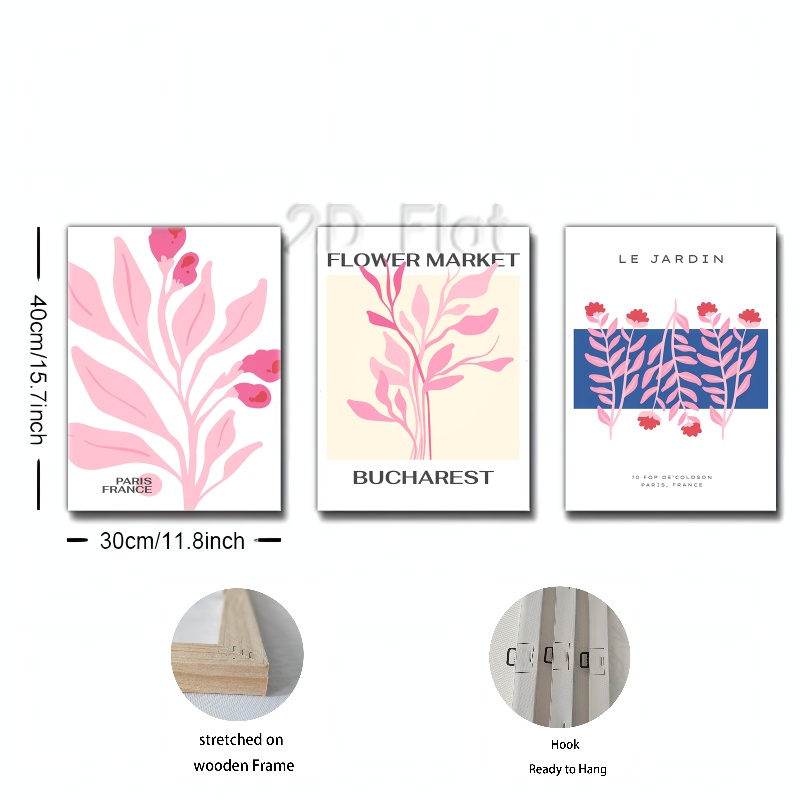 2D Flat
FLOWER MARKET
LE JARDIN
40cm/15.7inch
PARIS
FRANCE
BUCHAREST
70 FOP DE'COLOSON
PARIS, FRANCE
30cm/11.8inch
stretched on
wooden Frame
Hook
Ready to Hang